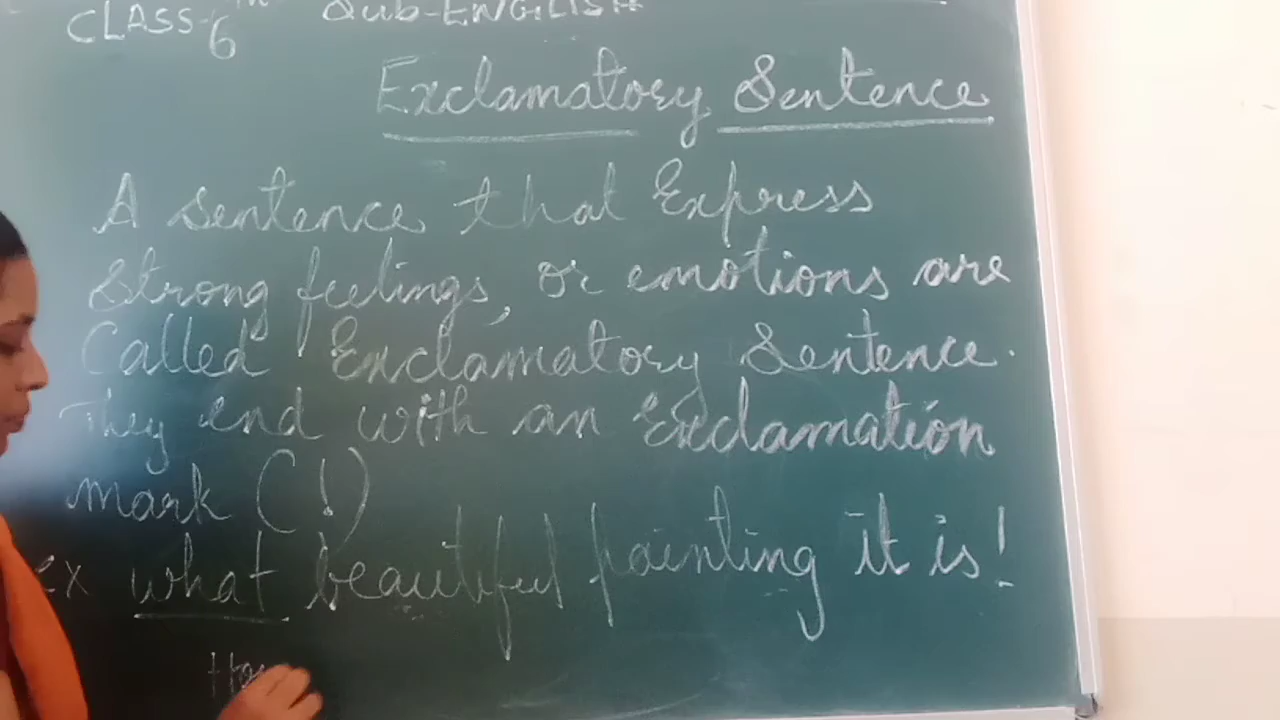 CLASS-6th Sub-ENGLISH
Exclamatory Sentence
A sentence that Express
Strong feelings, or emotions are
Called Exclamatory Sentence.
They end with an Exclamation
mark (!)
Ex what beautiful painting it is!